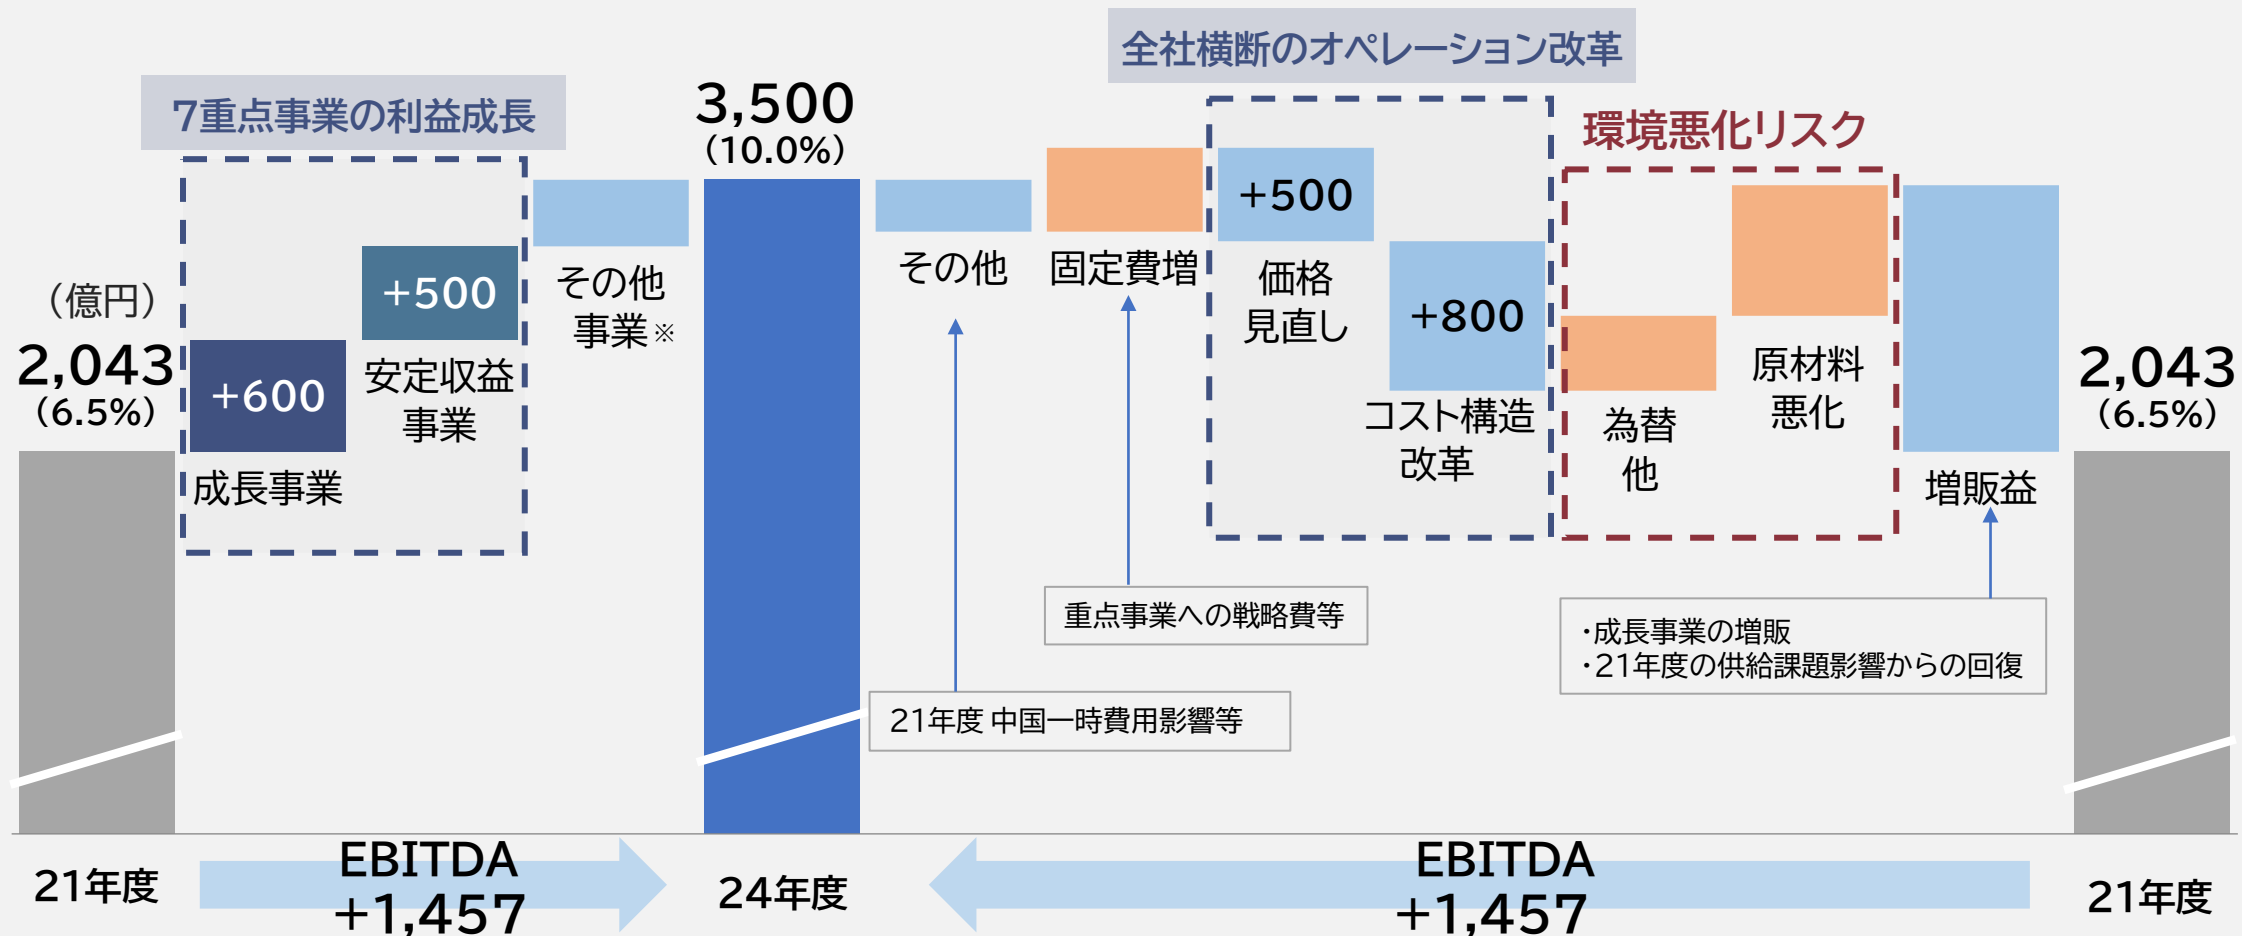 全社横断のオペレーション改革
7重点事業の利益成長
3,500
(10.0%)
環境悪化リスク
(億円)
2,043
(6.5%)
+600
成長事業
+500
安定収益
事業
その他
事業※
その他
固定費増
+500
価格
見直し
+800
コスト構造
改革
為替
他
原材料
悪化
増販益
2,043
(6.5%)
重点事業への戦略費等
・成長事業の増販
・21年度の供給課題影響からの回復
21年度 中国一時費用影響等
21年度
EBITDA
+1,457
24年度
EBITDA
+1,457
21年度